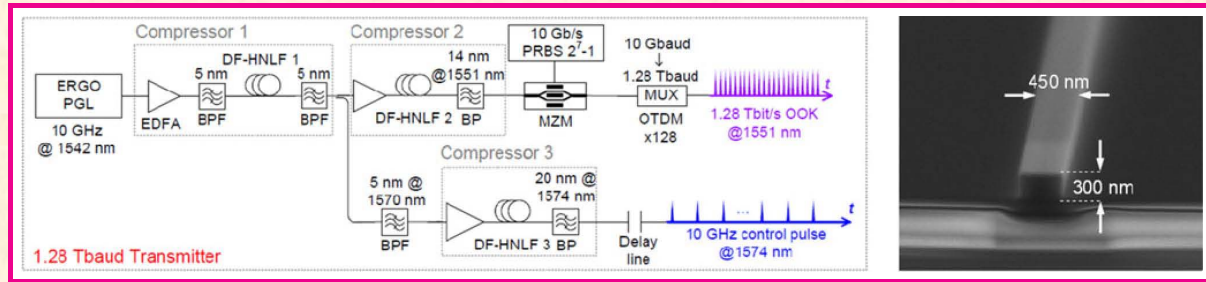 Compressor 1
DF-HNLF 1
5 nm
5 nm
ERGO
PGL
10 GHz
@ 1542 nm
EDFA
BPF
BPF
Compressor 2
14 nm
@1551 nm
DF-HNLF 2
BP
10 Gb/s
PRBS 2⁷-1
MZM
10 Gbaud
↓
1.28 Tbaud
MUX
OTDM
x128
t
1.28 Tbit/s OOK
@1551 nm
Compressor 3
5 nm @
1570 nm
BPF
20 nm @
1574 nm
DF-HNLF 3
BP
Delay
line
...
t
10 GHz control pulse
@1574 nm
1.28 Tbaud Transmitter
450 nm
300 nm